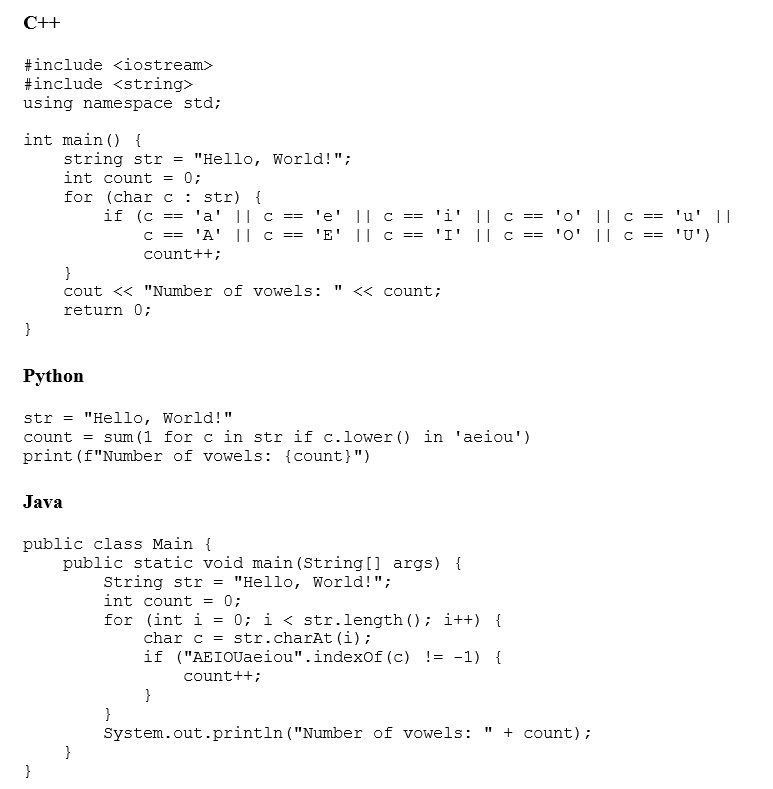 C++
#include <iostream>
#include <string>
using namespace std;
int main() {
    string str = "Hello, World!";
    int count = 0;
    for (char c : str) {
        if (c == 'a' || c == 'e' || c == 'i' || c == 'o' || c == 'u' ||
            c == 'A' || c == 'E' || c == 'I' || c == 'O' || c == 'U')
            count++;
    }
    cout << "Number of vowels: " << count;
    return 0;
}
Python
str = "Hello, World!"
count = sum(1 for c in str if c.lower() in 'aeiou')
print(f"Number of vowels: {count}")
Java
public class Main {
    public static void main(String[] args) {
        String str = "Hello, World!";
        int count = 0;
        for (int i = 0; i < str.length(); i++) {
            char c = str.charAt(i);
            if ("AEIOUaeiou".indexOf(c) != -1) {
                count++;
            }
        }
        System.out.println("Number of vowels: " + count);
    }
}